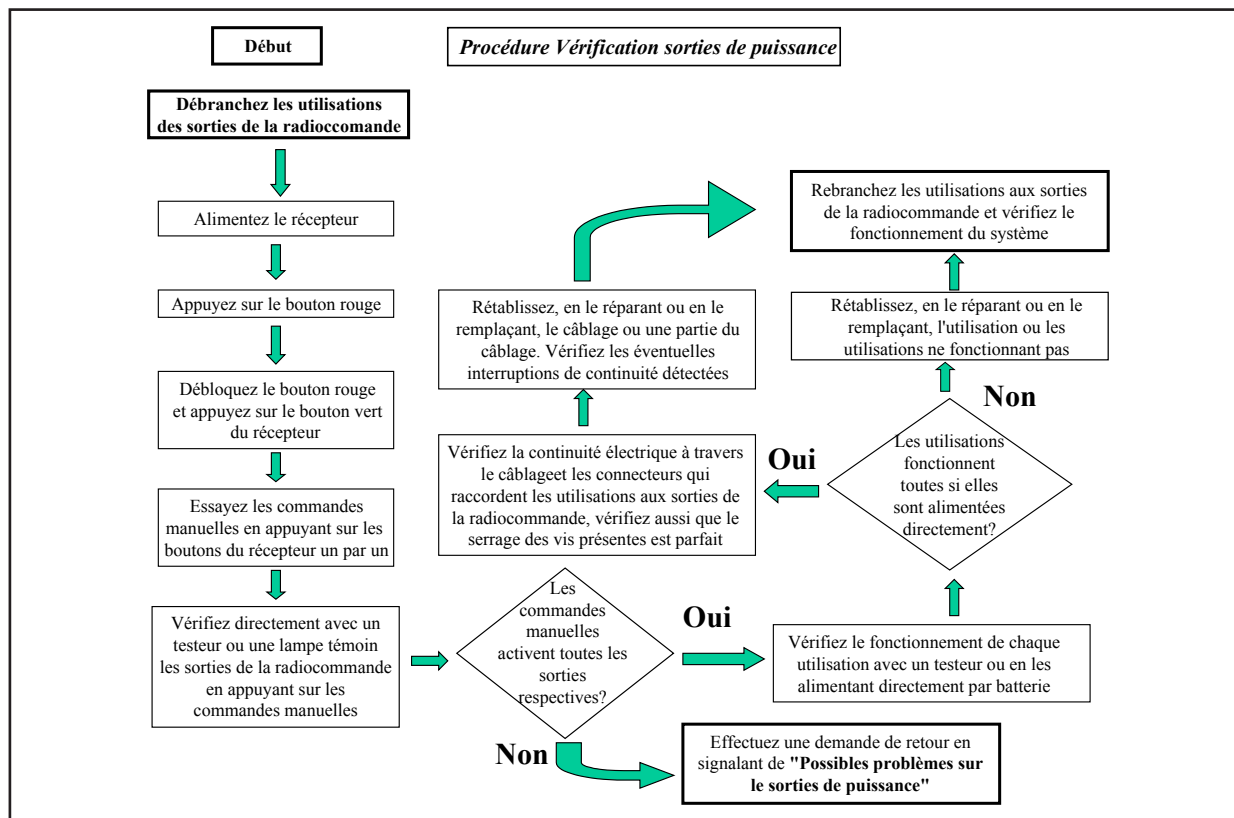 Début
Procédure Vérification sorties de puissance
Débranchez les utilisations
des sorties de la radioccomande
Alimentez le récepteur
Appuyez sur le bouton rouge
Débloquez le bouton rouge
et appuyez sur le bouton vert
du récepteur
Essayez les commandes
manuelles en appuyant sur les
boutons du récepteur un par un
Vérifiez directement avec un
testeur ou une lampe témoin
les sorties de la radiocommande
en appuyant sur les
commandes manuelles
Les
commandes
manuelles
activent toutes les
sorties
respectives?
Oui
Non
Effectuez une demande de retour en
signalant de "Possibles problèmes sur
le sorties de puissance"
Vérifiez le fonctionnement de chaque
utilisation avec un testeur ou en les
alimentant directement par batterie
Les utilisations
fonctionnent
toutes si elles
sont alimentées
directement?
Oui
Non
Vérifiez la continuité électrique à travers
le câblageet les connecteurs qui
raccordent les utilisations aux sorties de
la radiocommande, vérifiez aussi que le
serrage des vis présentes est parfait
Rétablissez, en le réparant ou en le
remplaçant, le câblage ou une partie du
câblage. Vérifiez les éventuelles
interruptions de continuité détectées
Rétablissez, en le réparant ou en le
remplaçant, l'utilisation ou les
utilisations ne fonctionnant pas
Rebranchez les utilisations aux sorties
de la radiocommande et vérifiez le
fonctionnement du système